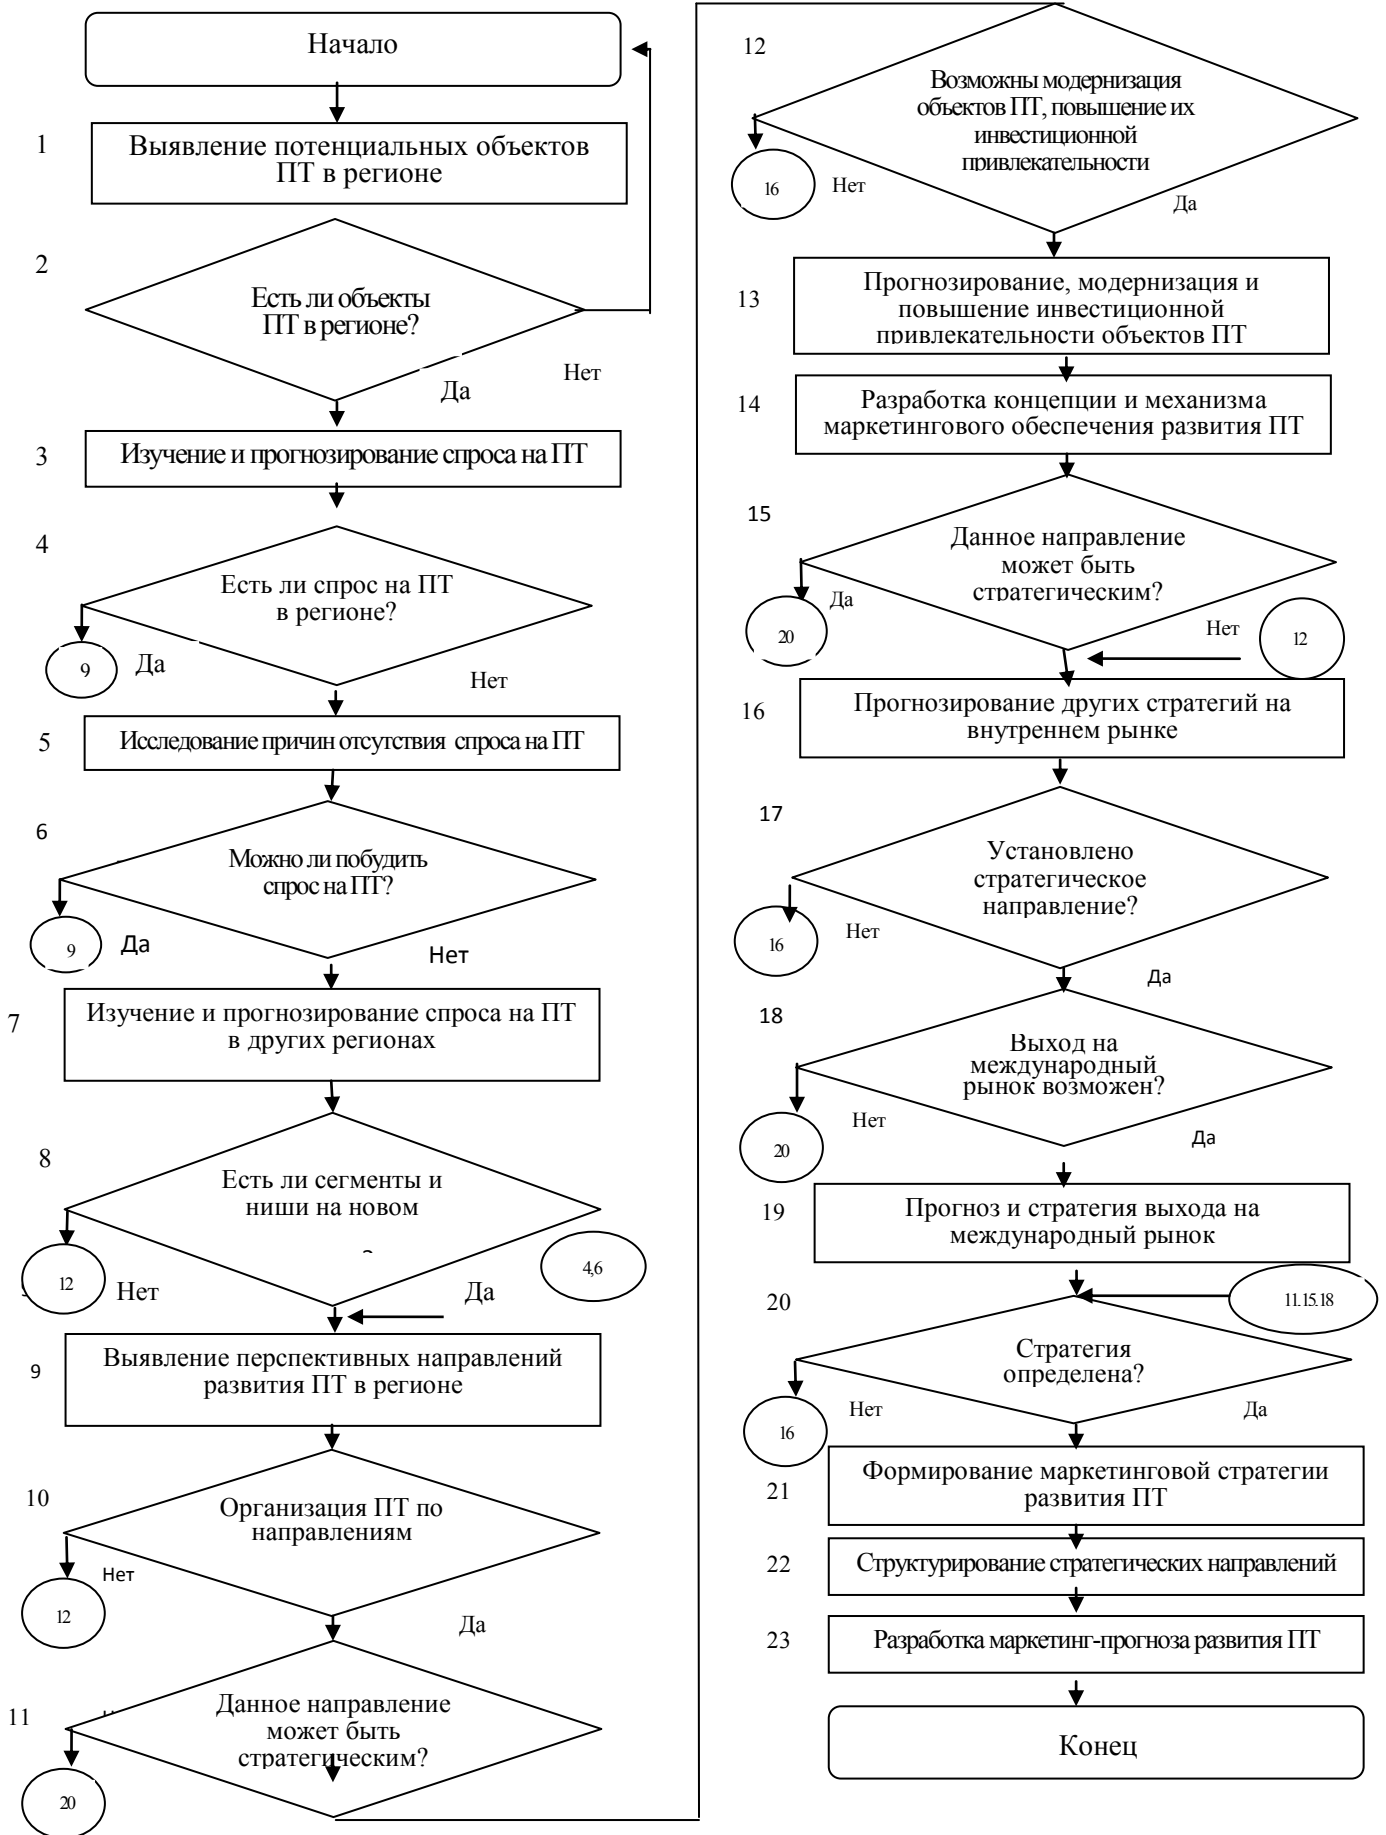 Начало
1
Выявление потенциальных объектов
ПТ в регионе
2
Есть ли объекты
ПТ в регионе?
Да
Нет
3
Изучение и прогнозирование спроса на ПТ
4
Есть ли спрос на ПТ
в регионе?
9
Да
Нет
5
Исследование причин отсутствия спроса на ПТ
6
Можно ли побудить
спрос на ПТ?
9
Да
Нет
7
Изучение и прогнозирование спроса на ПТ
в других регионах
8
Есть ли сегменты и
ниши на новом
12
Нет
Да
4,6
9
Выявление перспективных направлений
развития ПТ в регионе
10
Организация ПТ по
направлениям
Нет
12
Да
11
Данное направление
может быть
стратегическим?
20
12
Возможны модернизация
объектов ПТ, повышение их
инвестиционной
привлекательности
16
Нет
Да
13
Прогнозирование, модернизация и
повышение инвестиционной
привлекательности объектов ПТ
14
Разработка концепции и механизма
маркетингового обеспечения развития ПТ
15
Данное направление
может быть
стратегическим?
Да
20
Нет
12
16
Прогнозирование других стратегий на
внутреннем рынке
17
Установлено
стратегическое
направление?
16
Нет
Да
18
Выход на
международный
рынок возможен?
Нет
20
Да
19
Прогноз и стратегия выхода на
международный рынок
20
11.15.18
Стратегия
определена?
Нет
16
Да
21
Формирование маркетинговой стратегии
развития ПТ
22
Структурирование стратегических направлений
23
Разработка маркетинг-прогноза развития ПТ
Конец